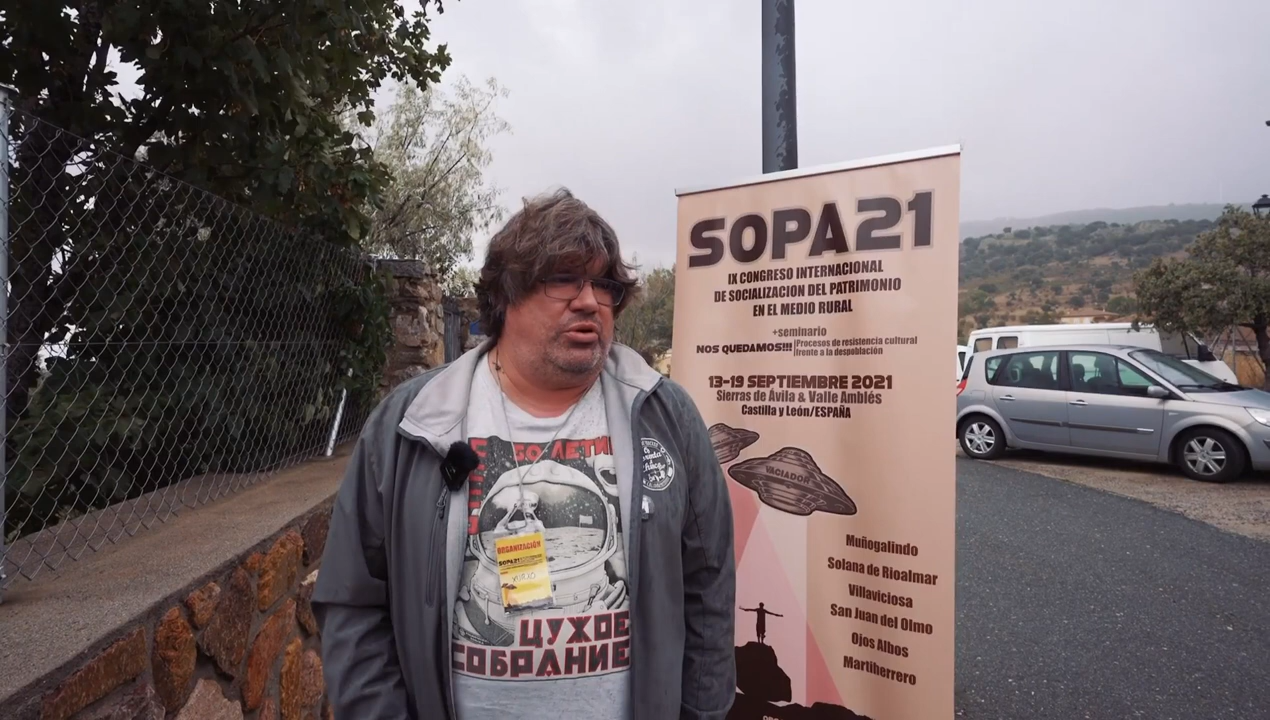 SOPA21
IX CONGRESO INTERNACIONAL
DE SOCIALIZACION DEL PATRIMONIO
EN EL MEDIO RURAL
+seminario
NOS QUEDAMOS!!! Procesos de resistencia cultural
frente a la despoblación
13-19 SEPTIEMBRE 2021
Sierras de Ávila & Valle Amblés
Castilla y León/ESPAÑA
VACIADOR
Muñogalindo
Solana de Rioalmar
Villaviciosa
San Juan del Olmo
Ojos Albos
Martiherrero
ORGANIZACIÓN
SOPA21
ЦУХОЕ
СОБРАНИЕ